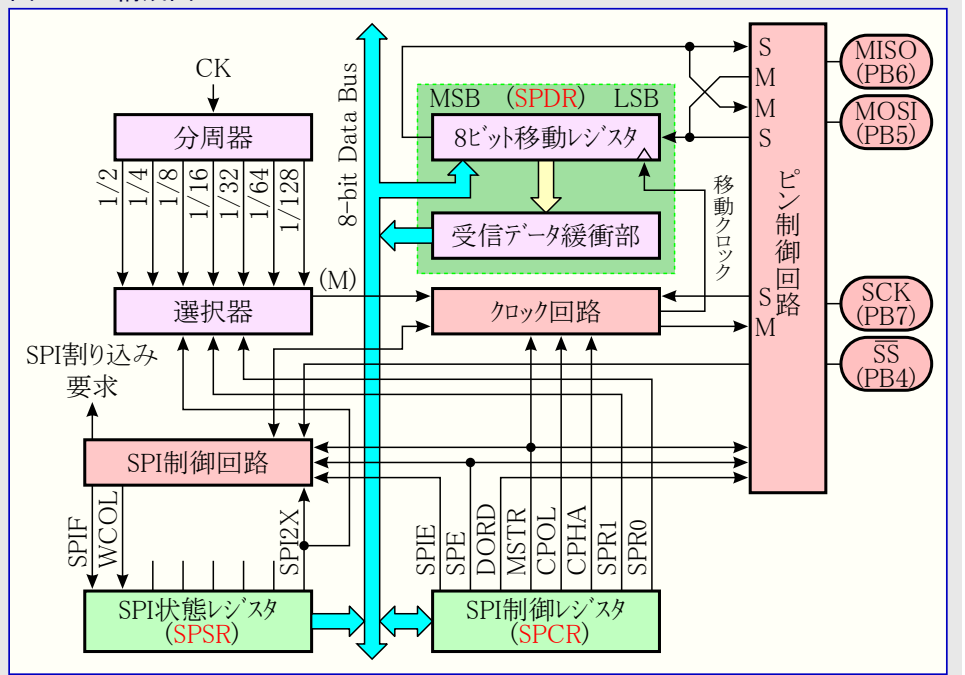 CK
分周器
1/2
1/4
1/8
1/16
1/32
1/64
1/128
選択器
(M)
8-bit Data Bus
MSB (SPDR) LSB
8ビット移動レジスタ
受信データ緩衝部
移動クロック
クロック回路
S
M
M
S
S
M
ピン制御回路
MISO
(PB6)
MOSI
(PB5)
SCK
(PB7)
SS
(PB4)
SPI割り込み
要求
SPI制御回路
SPIF
WCOL
SPI2X
SPIE
SPE
DORD
MSTR
CPOL
CPHA
SPR1
SPR0
SPI状態レジスタ
(SPSR)
SPI制御レジスタ
(SPCR)